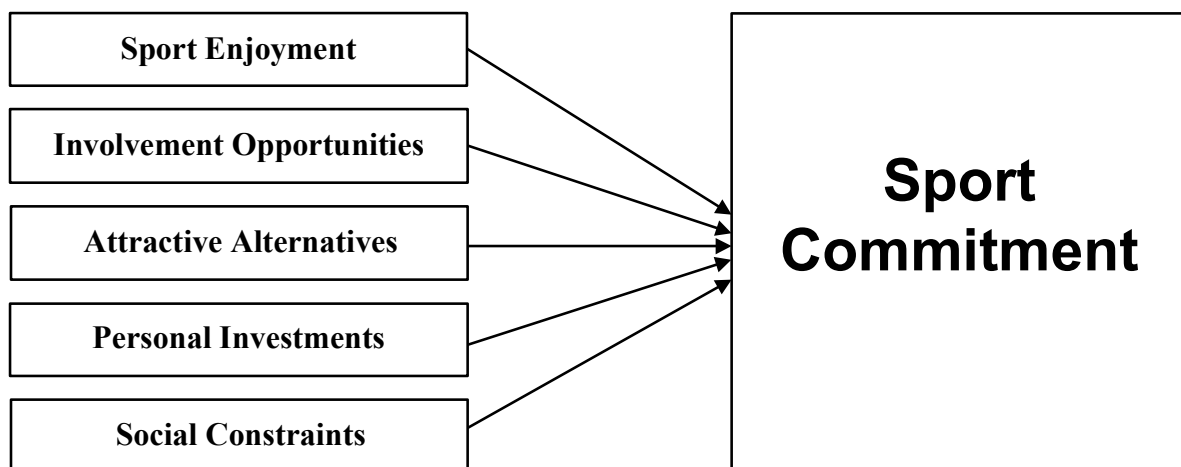 Sport Enjoyment
Involvement Opportunities
Attractive Alternatives
Personal Investments
Social Constraints
Sport
Commitment